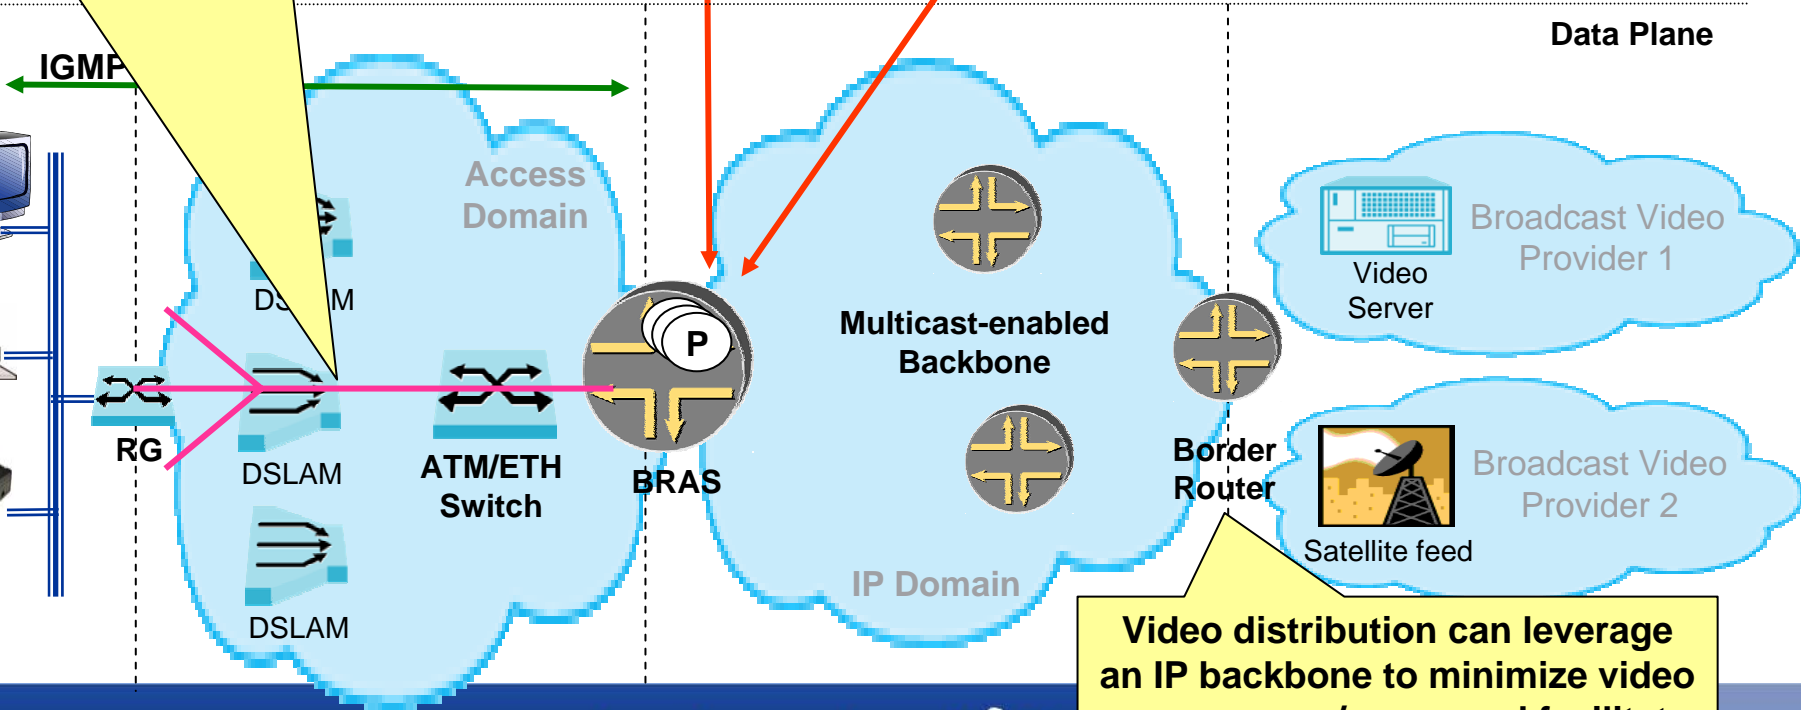 Data Plane
IGMP
Access
Domain
Broadcast Video
Provider 1
Video
Server
Multicast-enabled
Backbone
P
RG
DSLAM
ATM/ETH
Switch
BRAS
Border
Router
Broadcast Video
Provider 2
Satellite feed
IP Domain
DSLAM
Video distribution can leverage
an IP backbone to minimize video